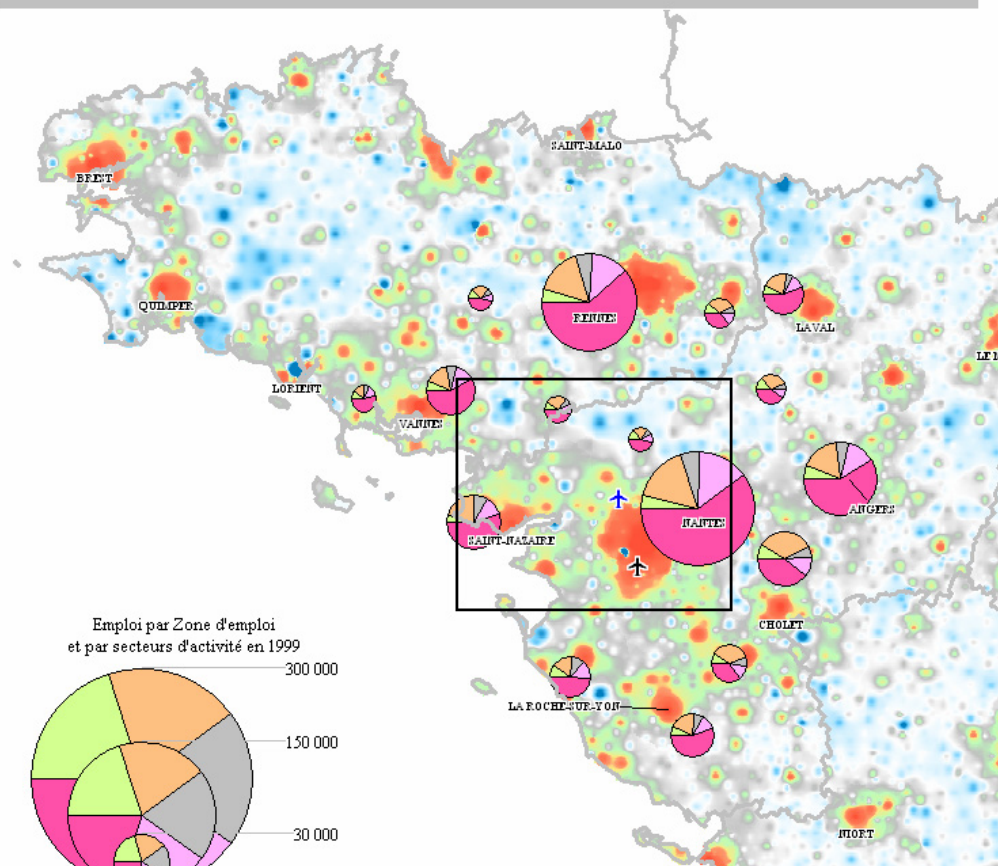 SAINT-MALO
BREST
QUIMPER
RENNES
LAVAL
LE
LORIENT
VANNES
ANGERS
NANTES
SAINT-NAZAIRE
CHOLET
Emploi par Zone d'emploi
et par secteurs d'activité en 1999
300 000
LA ROCHE-SUR-YON
150 000
30 000
NIORT